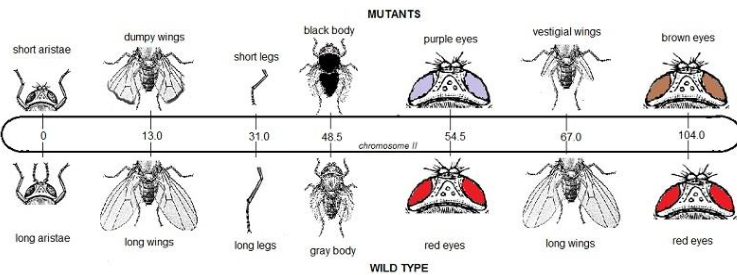 MUTANTS
short aristae
dumpy wings
short legs
black body
purple eyes
vestigial wings
brown eyes
0
13.0
31.0
48.5
54.5
67.0
104.0
chromosome II
long aristae
long wings
long legs
gray body
red eyes
long wings
red eyes
WILD TYPE